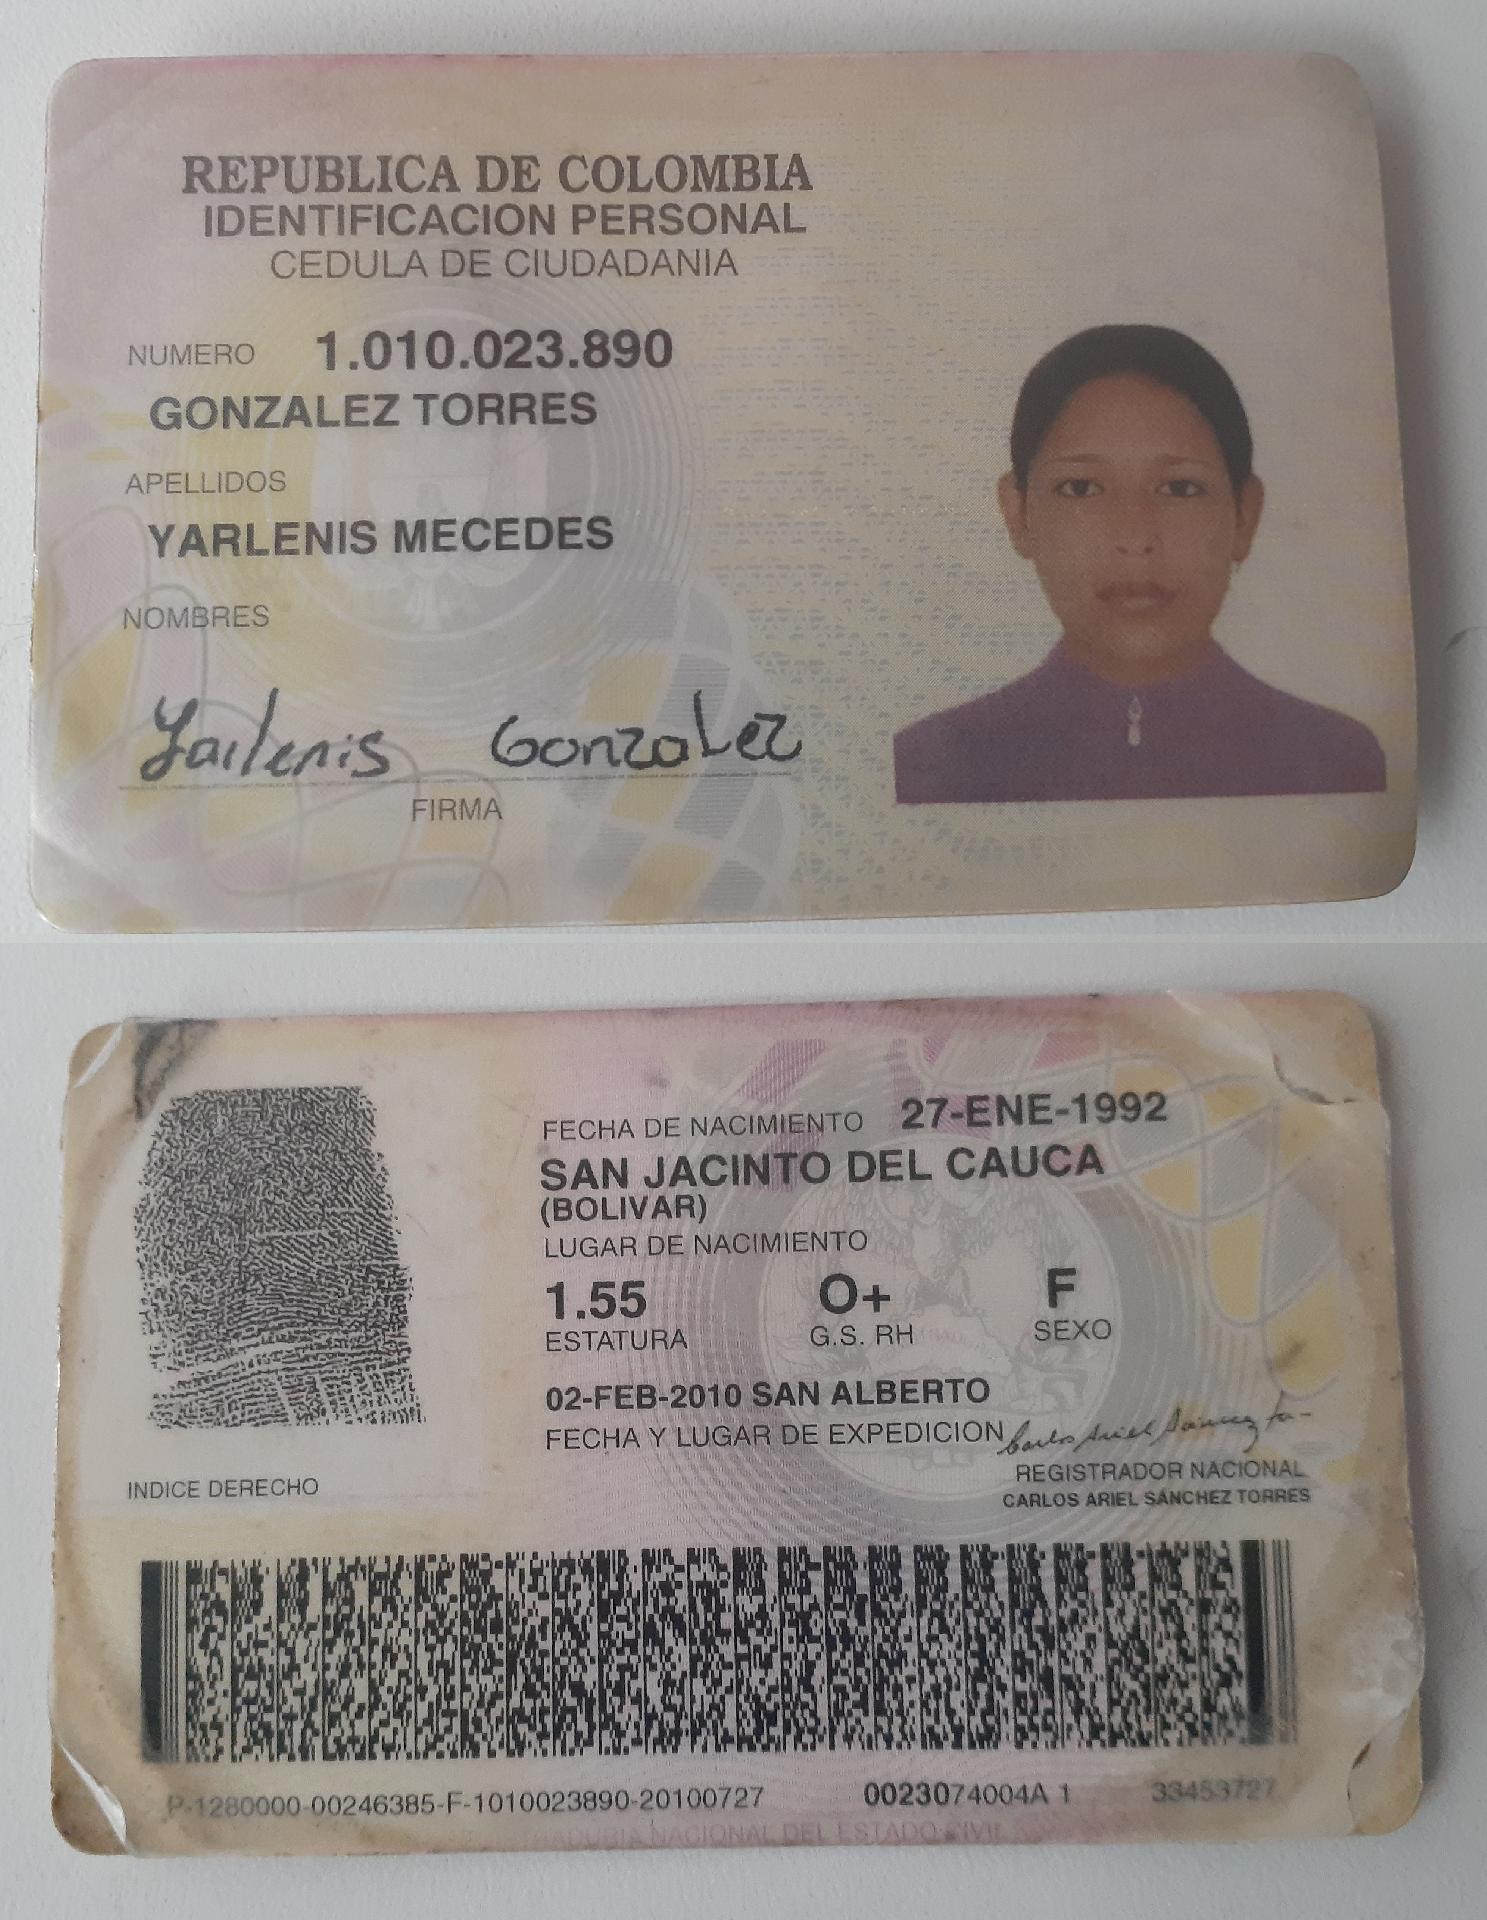 REPUBLICA DE COLOMBIA
IDENTIFICACION PERSONAL
CEDULA DE CIUDADANIA
NUMERO 1.010.023.890
GONZALEZ TORRES
APELLIDOS
YARLENIS MECEDES
NOMBRES
Yarlenis Gonzalez
FIRMA
FECHA DE NACIMIENTO 27-ENE-1992
SAN JACINTO DEL CAUCA
(BOLIVAR)
LUGAR DE NACIMIENTO
1.55 O+ F
ESTATURA G.S. RH SEXO
02-FEB-2010 SAN ALBERTO
FECHA Y LUGAR DE EXPEDICION
Carlos Ariel Sánchez
REGISTRADOR NACIONAL
CARLOS ARIEL SÁNCHEZ TORRES
INDICE DERECHO
P-1280000-00246385-F-1010023890-20100727 0023074004A 1 33453727
NACIONAL DEL ESTADO CIVIL